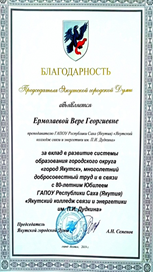 БЛАГОДАРНОСТЬ
Председателя Якутской городской Думы
объявляется
Ермолаевой Вере Георгиевне
преподавателю ГАПОУ Республики Саха (Якутия) «Якутский
колледж связи и энергетики им. П.И. Дудкина»
за вклад в развитие системы
образования городского округа
«город Якутск», многолетний
добросовестный труд и в связи
с 80-летним Юбилеем
ГАПОУ Республики Саха (Якутия)
«Якутский колледж связи и энергетики
им. П.И. Дудкина»
Председатель
Якутской городской Думы
А.Н. Семенов